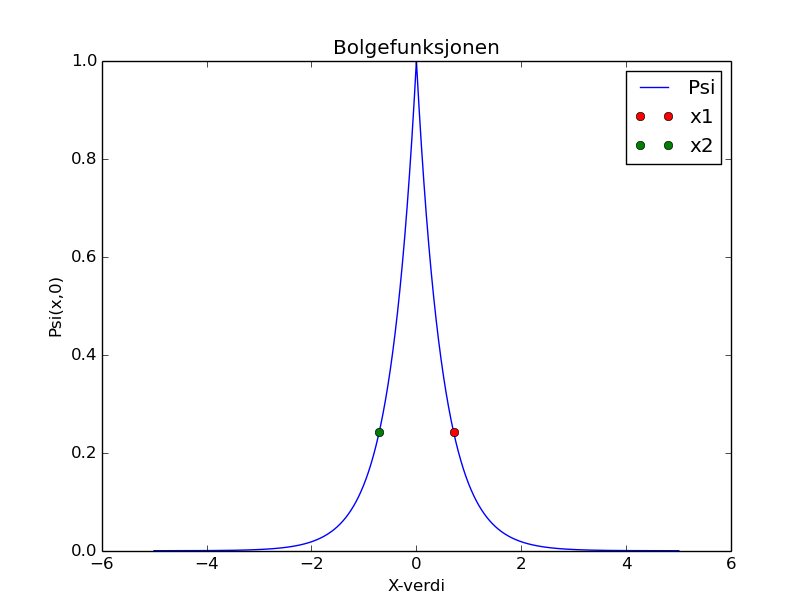 Bolgefunksjonen
Psi
x1
x2
1.0
0.8
0.6
0.4
0.2
0.0
Psi(x,0)
−6
−4
−2
0
2
4
6
X-verdi